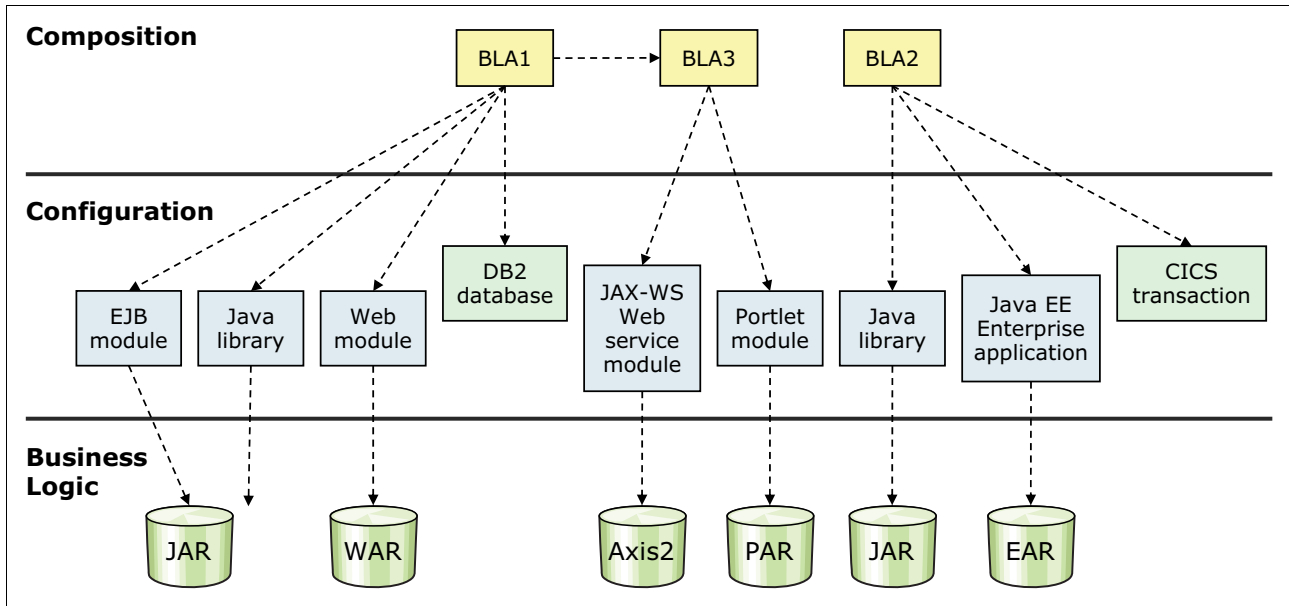 Composition
BLA1
BLA3
BLA2
Configuration
DB2
database
CICS
transaction
EJB
module
Java
library
Web
module
JAX-WS
Web
service
module
Portlet
module
Java
library
Java EE
Enterprise
application
Business
Logic
JAR
WAR
Axis2
PAR
JAR
EAR